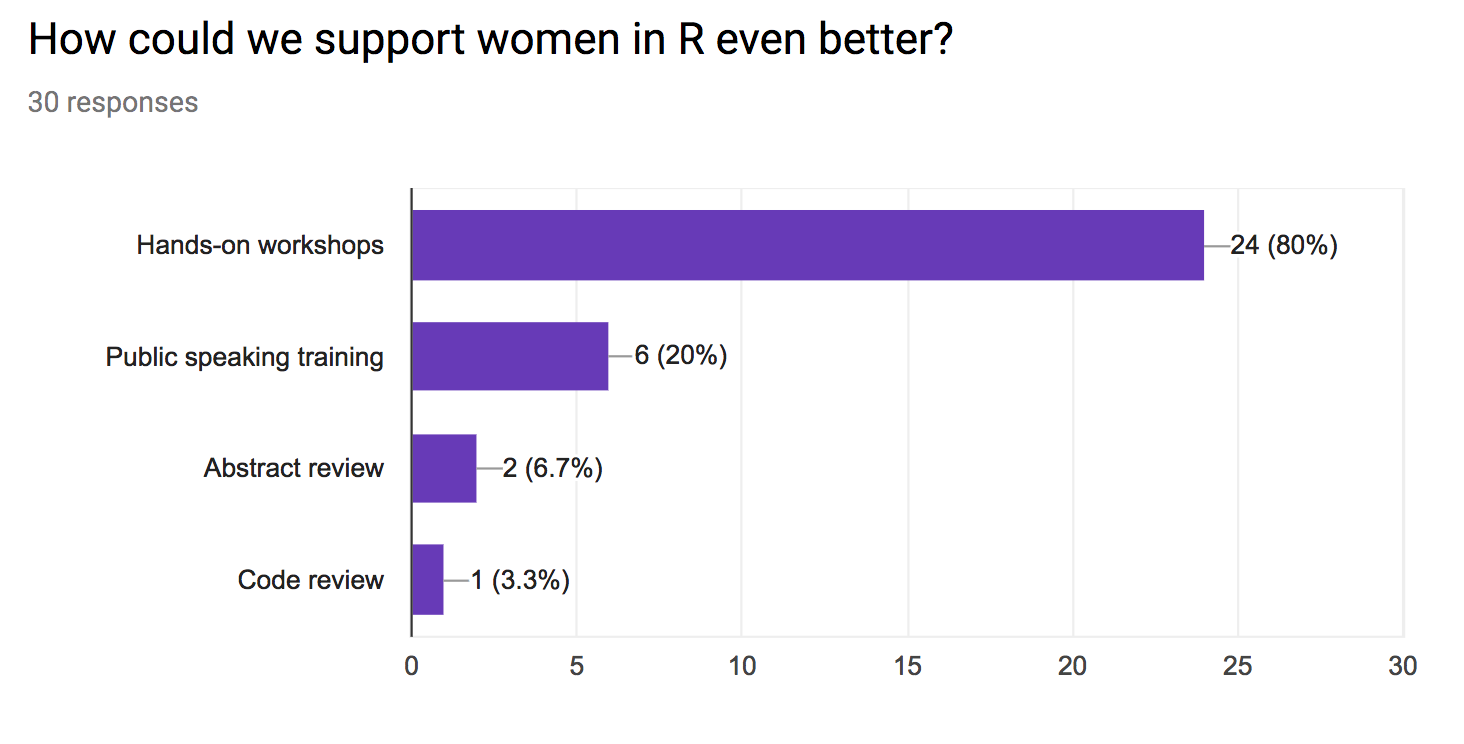 How could we support women in R even better?
30 responses
Hands-on workshops 24 (80%)
Public speaking training 6 (20%)
Abstract review 2 (6.7%)
Code review 1 (3.3%)
0 5 10 15 20 25 30